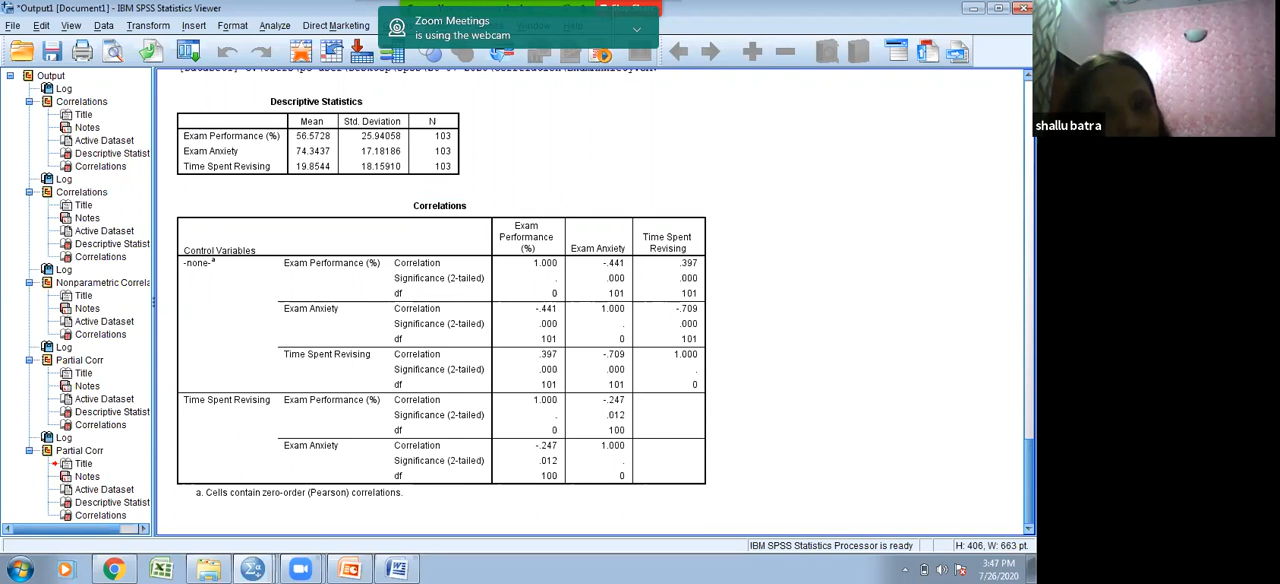 *Output1 [Document1] - IBM SPSS Statistics Viewer
File Edit View Data Transform Insert Format Analyze Direct Marketing
Zoom Meetings
is using the webcam
shallu batra
Output
Log
Correlations
Title
Notes
Active Dataset
Descriptive Statist
Correlations
Log
Correlations
Title
Notes
Active Dataset
Descriptive Statist
Correlations
Log
Nonparametric Correla
Title
Notes
Active Dataset
Correlations
Log
Partial Corr
Title
Notes
Active Dataset
Descriptive Statist
Correlations
Log
Partial Corr
Title
Notes
Active Dataset
Descriptive Statist
Correlations
Descriptive Statistics
Mean Std. Deviation N
Exam Performance (%) 56.5728 25.94058 103
Exam Anxiety 74.3437 17.18186 103
Time Spent Revising 19.8544 18.15910 103
Correlations
Control Variables Exam Performance (%) Exam Anxiety Time Spent Revising
-none-a Exam Performance (%) Correlation 1.000 -.441 .397
Significance (2-tailed) . .000 .000
df 0 101 101
Exam Anxiety Correlation -.441 1.000 -.709
Significance (2-tailed) .000 . .000
df 101 0 101
Time Spent Revising Correlation .397 -.709 1.000
Significance (2-tailed) .000 .000 .
df 101 101 0
Time Spent Revising Exam Performance (%) Correlation 1.000 -.247
Significance (2-tailed) . .012
df 0 100
Exam Anxiety Correlation -.247 1.000
Significance (2-tailed) .012 .
df 100 0
a. Cells contain zero-order (Pearson) correlations.
IBM SPSS Statistics Processor is ready H: 406, W: 663 pt.
3:47 PM
7/26/2020